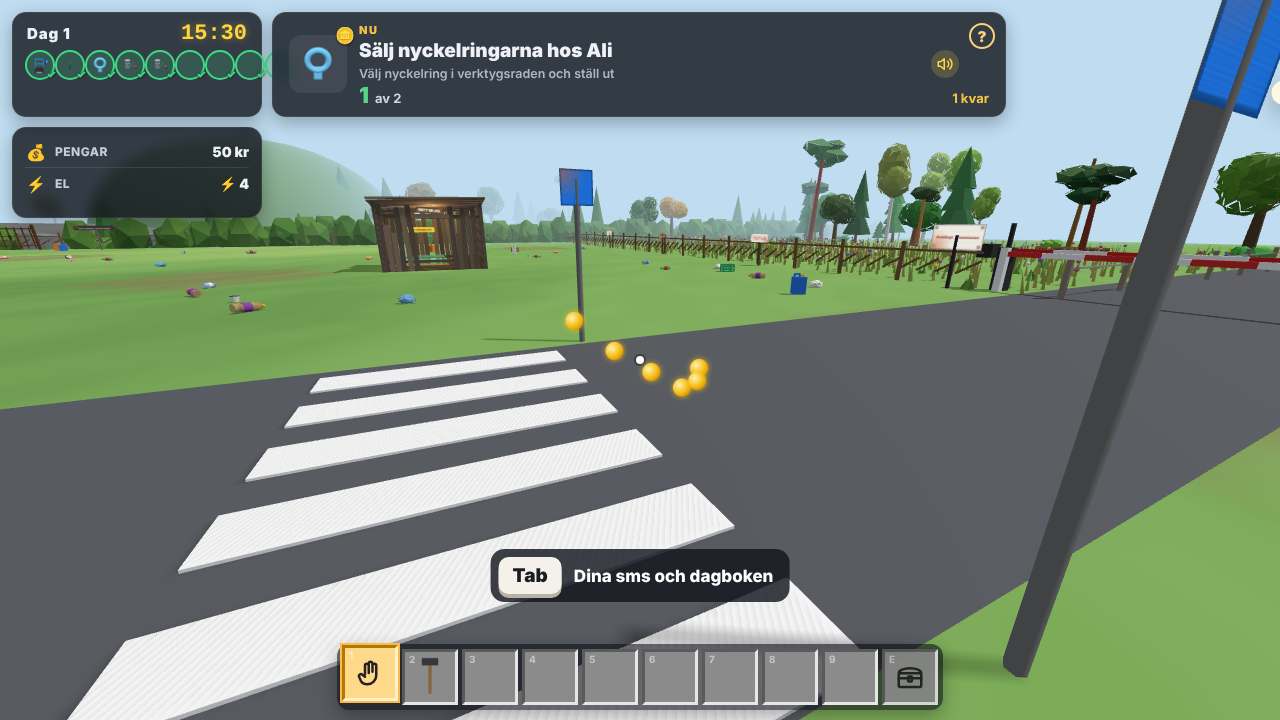 Dag 1
15:30
NU
Sälj nyckelringarna hos Ali
Välj nyckelring i verktygsraden och ställ ut
1 av 2
1 kvar
?
PENGAR
50 kr
EL
4
Tab
Dina sms och dagboken
2
3
4
5
6
7
8
9
E